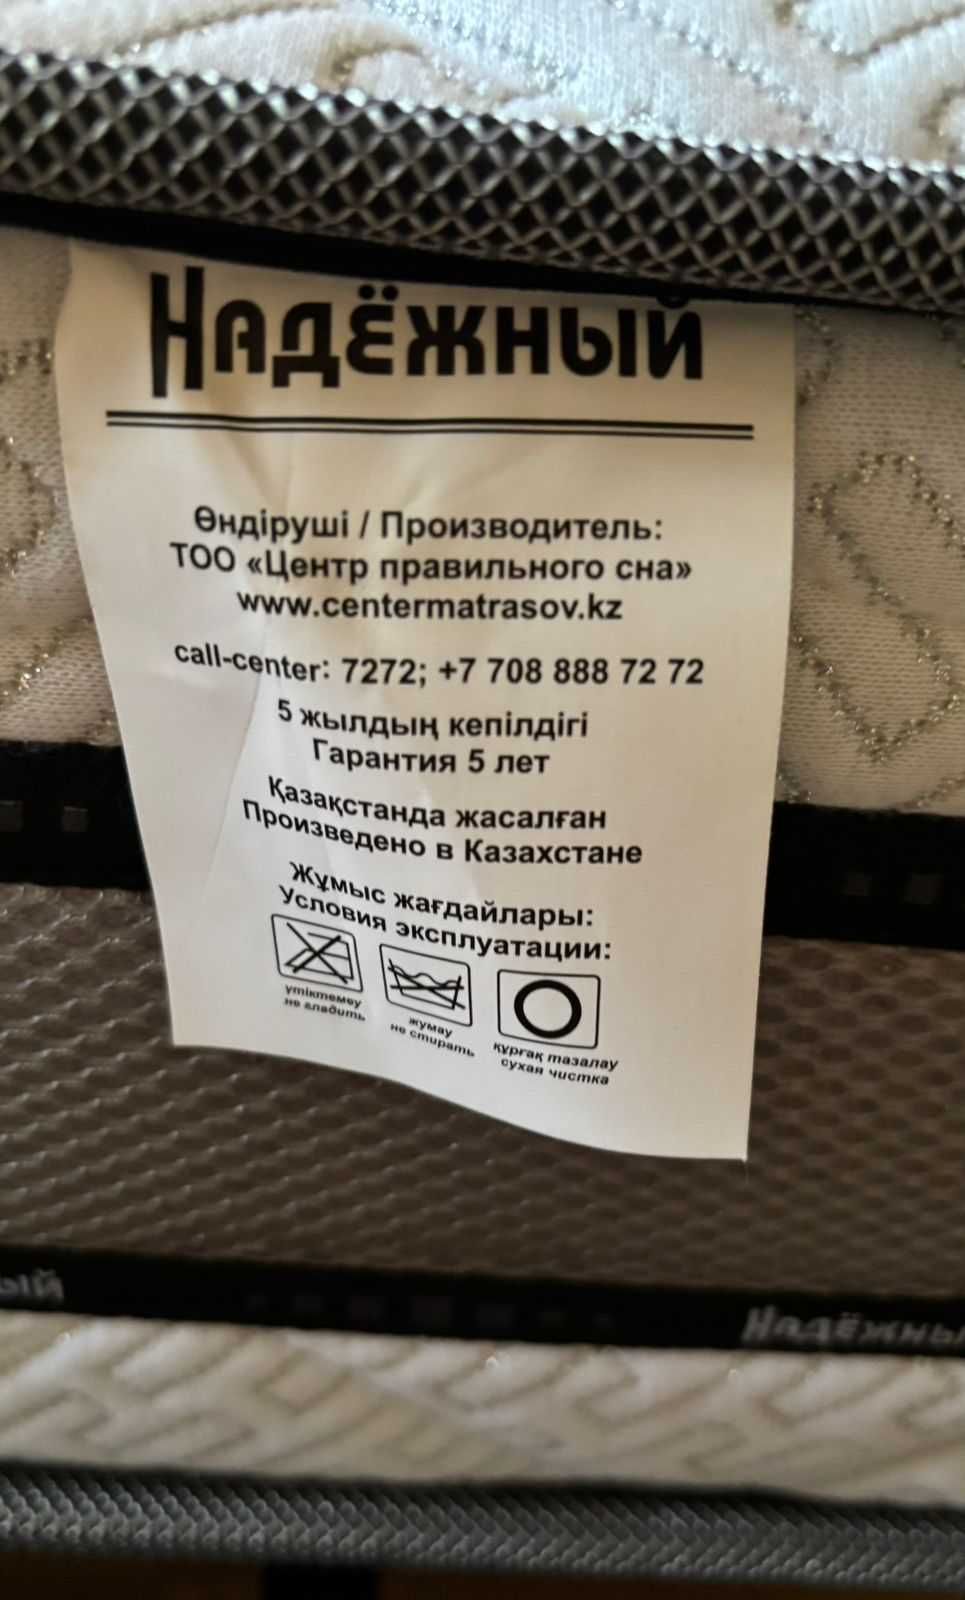 НАДЁЖНЫЙ
Өндіруші / Производитель:
ТОО «Центр правильного сна»
www.centermatrasov.kz
call-center: 7272; +7 708 888 72 72
5 жылдың кепілдігі
Гарантия 5 лет
Қазақстанда жасалған
Произведено в Казахстане
Жұмыс жағдайлары:
Условия эксплуатации:
үтіктемеу
не гладить
жумау
не стирать
құрғақ тазалау
сухая чистка
ый
НАДЁЖНЫ